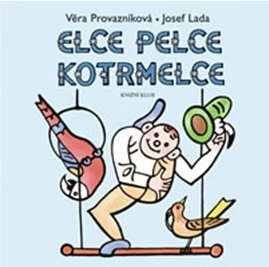 Věra Provazníková • Josef Lada
ELCE PELCE
KOTRMELCE
KNIŽNÍ KLUB